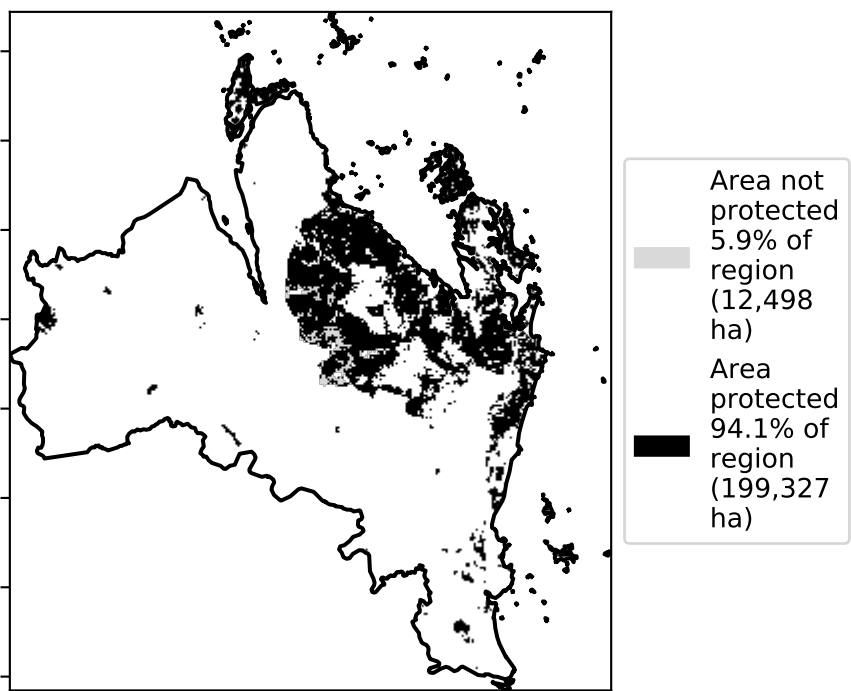 Area not
protected
5.9% of
region
(12,498
ha)
Area
protected
94.1% of
region
(199,327
ha)